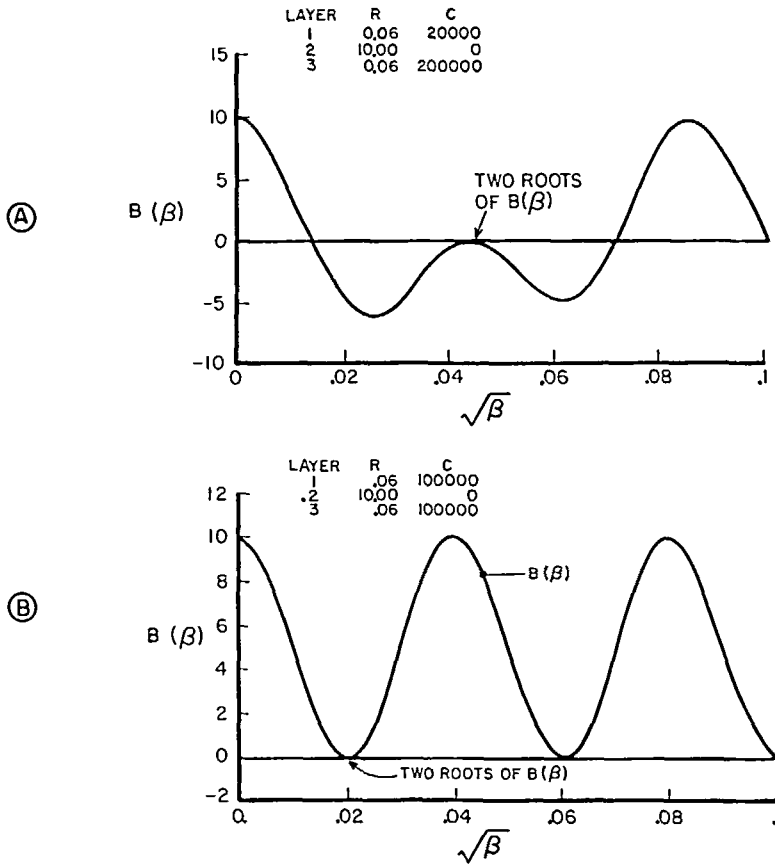 LAYER R C
1 0.06 20000
2 10.00 0
3 0.06 200000
15
10
5
0
-5
-10
A
B (β)
TWO ROOTS
OF B(β)
0 .02 .04 .06 .08 .1
√β
LAYER R C
1 .06 100000
.2 10.00 0
3 .06 100000
12
10
8
6
4
2
0
-2
B
B (β)
B(β)
TWO ROOTS OF B(β)
0. .02 .04 .06 .08 .1
√β